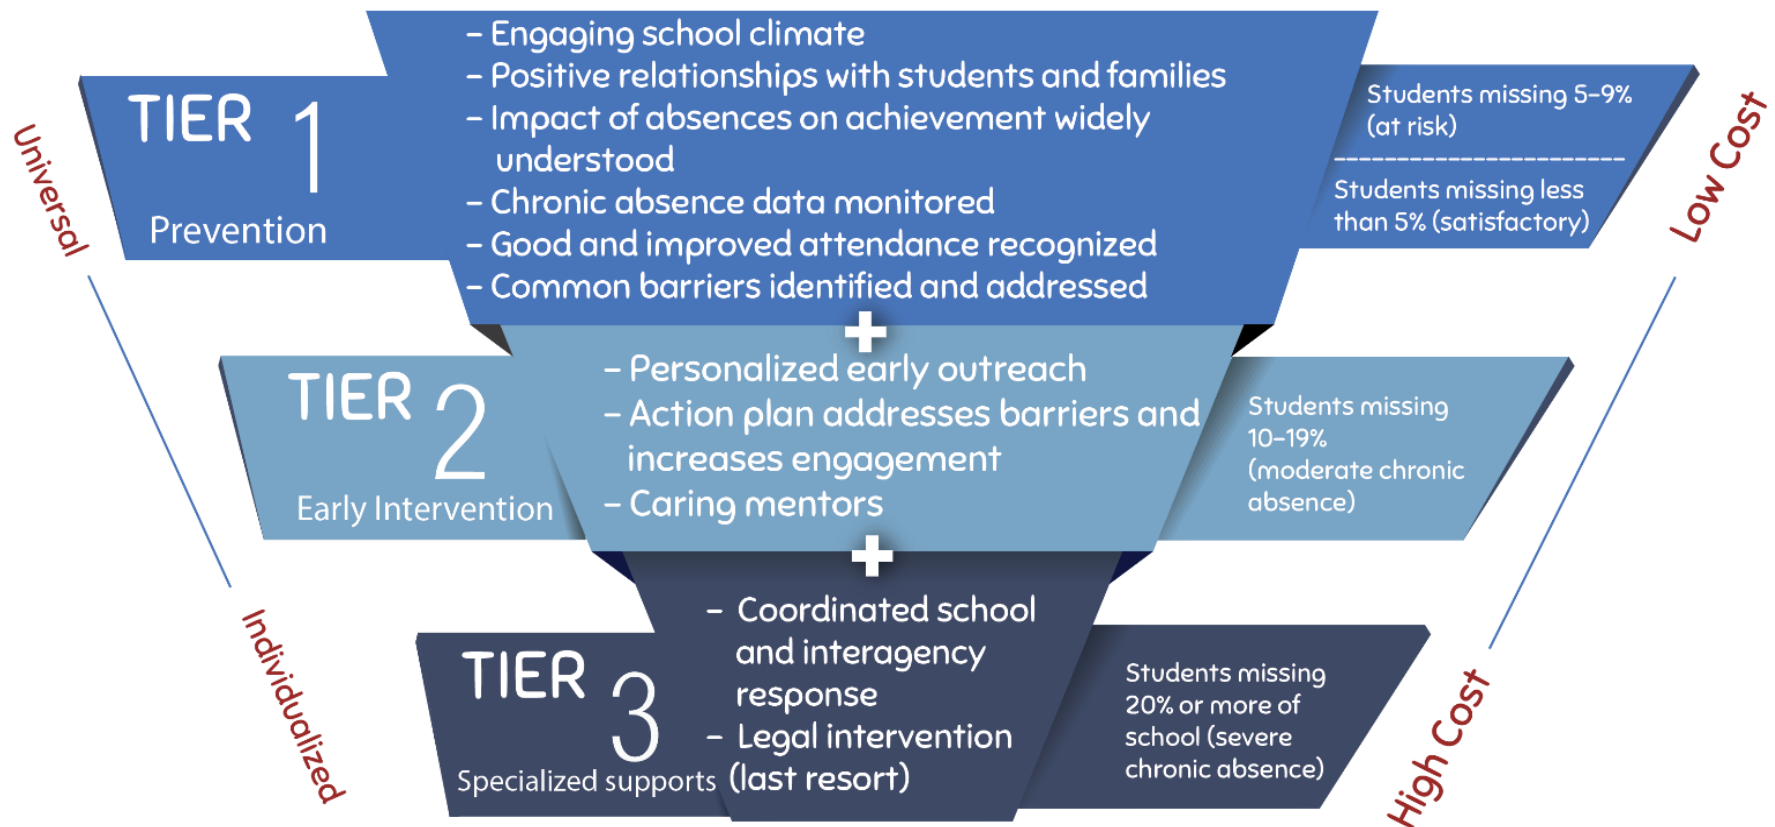 Universal
Individualized
TIER 1
Prevention
– Engaging school climate
– Positive relationships with students and families
– Impact of absences on achievement widely
understood
– Chronic absence data monitored
– Good and improved attendance recognized
– Common barriers identified and addressed
Students missing 5–9%
(at risk)
Students missing less
than 5% (satisfactory)
+
TIER 2
Early Intervention
– Personalized early outreach
– Action plan addresses barriers and
increases engagement
– Caring mentors
Students missing
10–19%
(moderate chronic
absence)
+
TIER 3
Specialized supports
– Coordinated school
and interagency
response
– Legal intervention
(last resort)
Students missing
20% or more of
school (severe
chronic absence)
Low Cost
High Cost